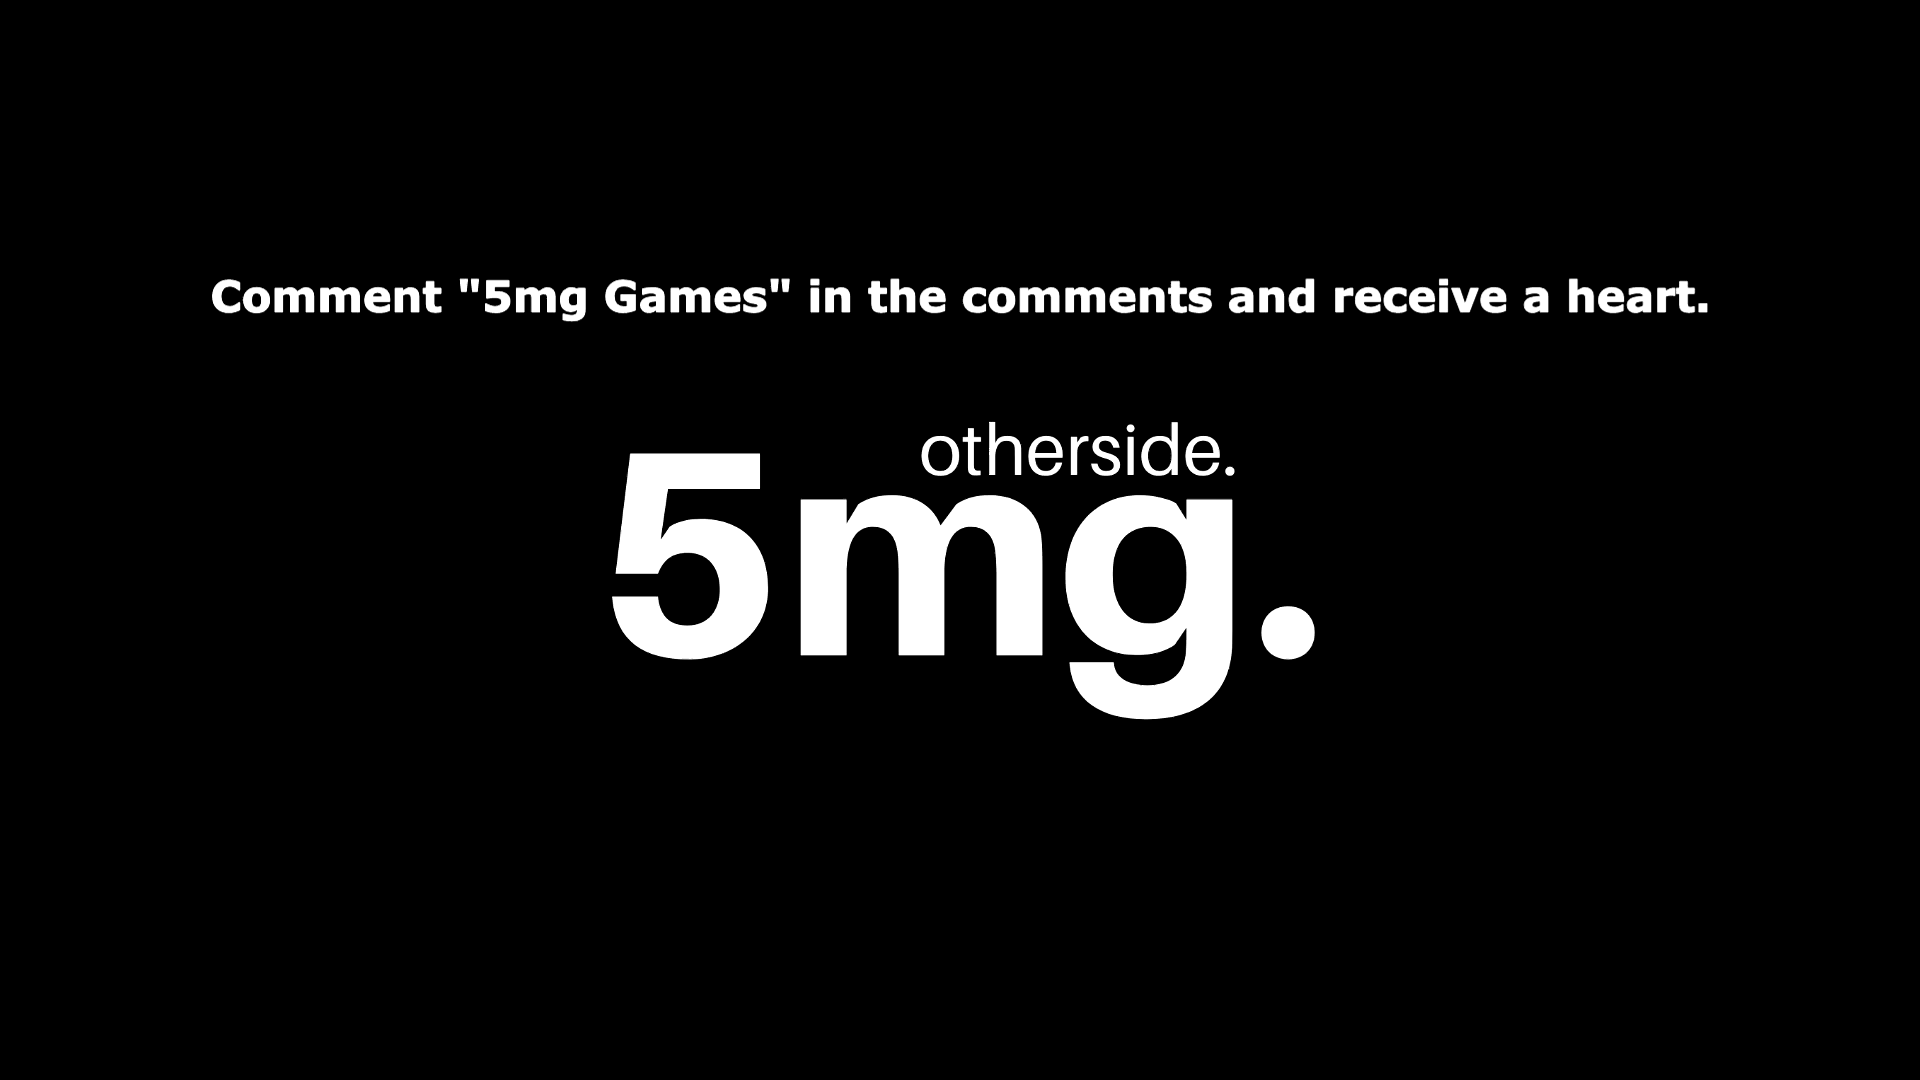 Comment "5mg Games" in the comments and receive a heart.
otherside.
5mg.